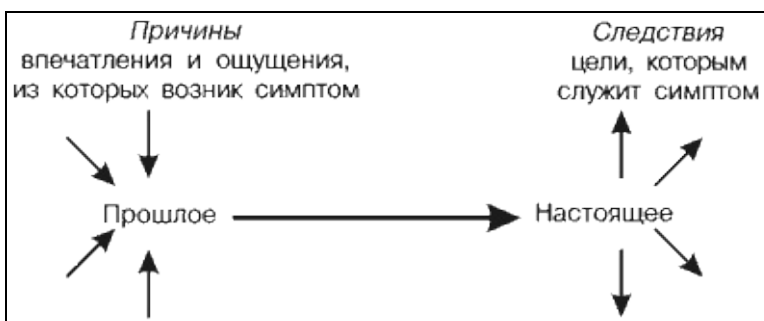 Причины
впечатления и ощущения,
из которых возник симптом
Следствия
цели, которым
служит симптом
Прошлое
Настоящее